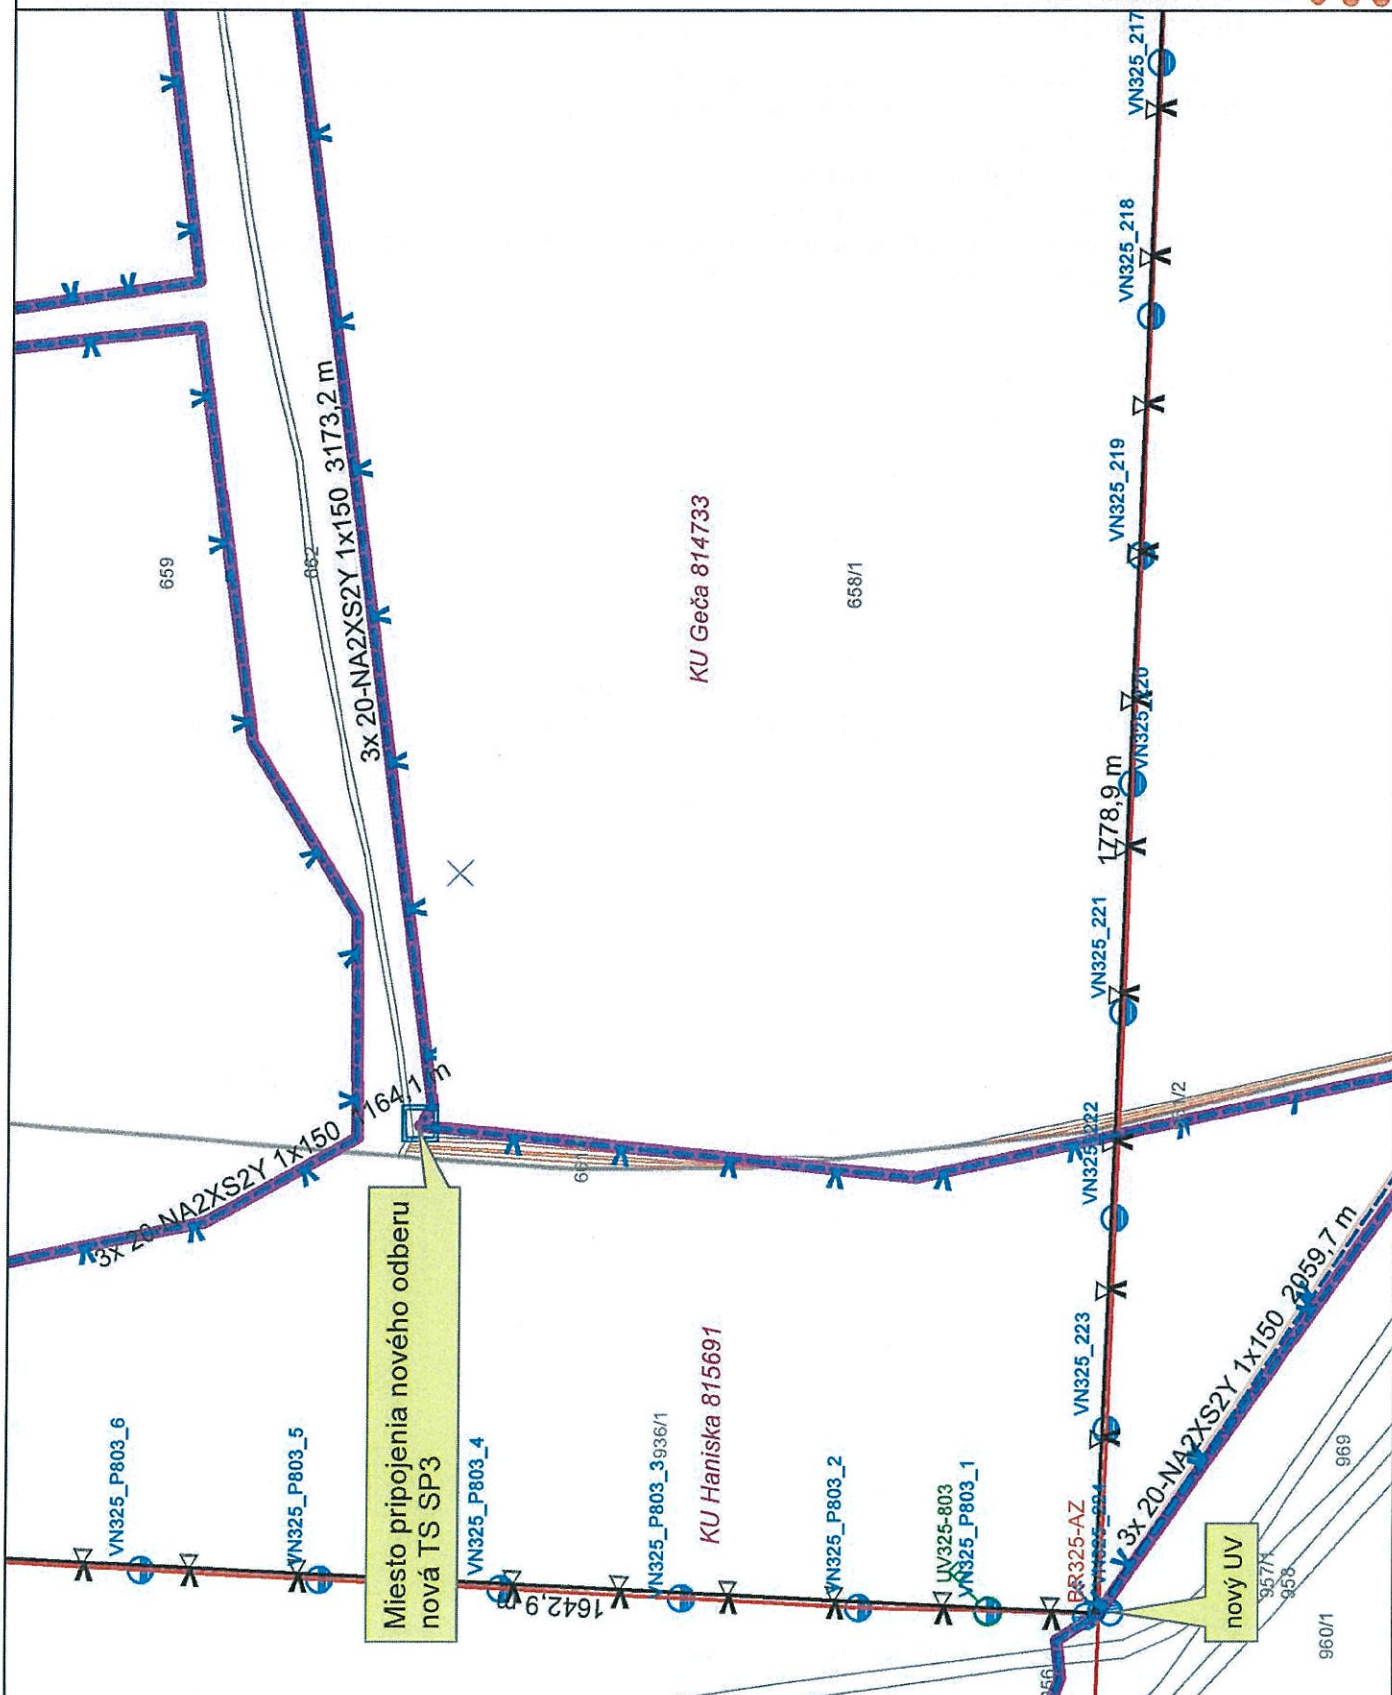 VN325_217
VN325_218
VN325_219
VN325_220
1778,9 m
VN325_221
VN325_222
VN325_223
659
662
3x 20-NA2XS2Y 1x150 3173,2 m
KU Geča 814733
658/1
3x 20-NA2XS2Y 1x150
1164,1 m
661
Miesto pripojenia nového odberu
nová TS SP3
VN325_P803_6
VN325_P803_5
VN325_P803_4
1642,9 m
VN325_P803_3
936/1
KU Haniska 815691
VN325_P803_2
UV325-803
VN325_P803_1
BR325-AZ
3x 20-NA2XS2Y 1x150 2059,7 m
nový UV
969
957/1
958
960/1